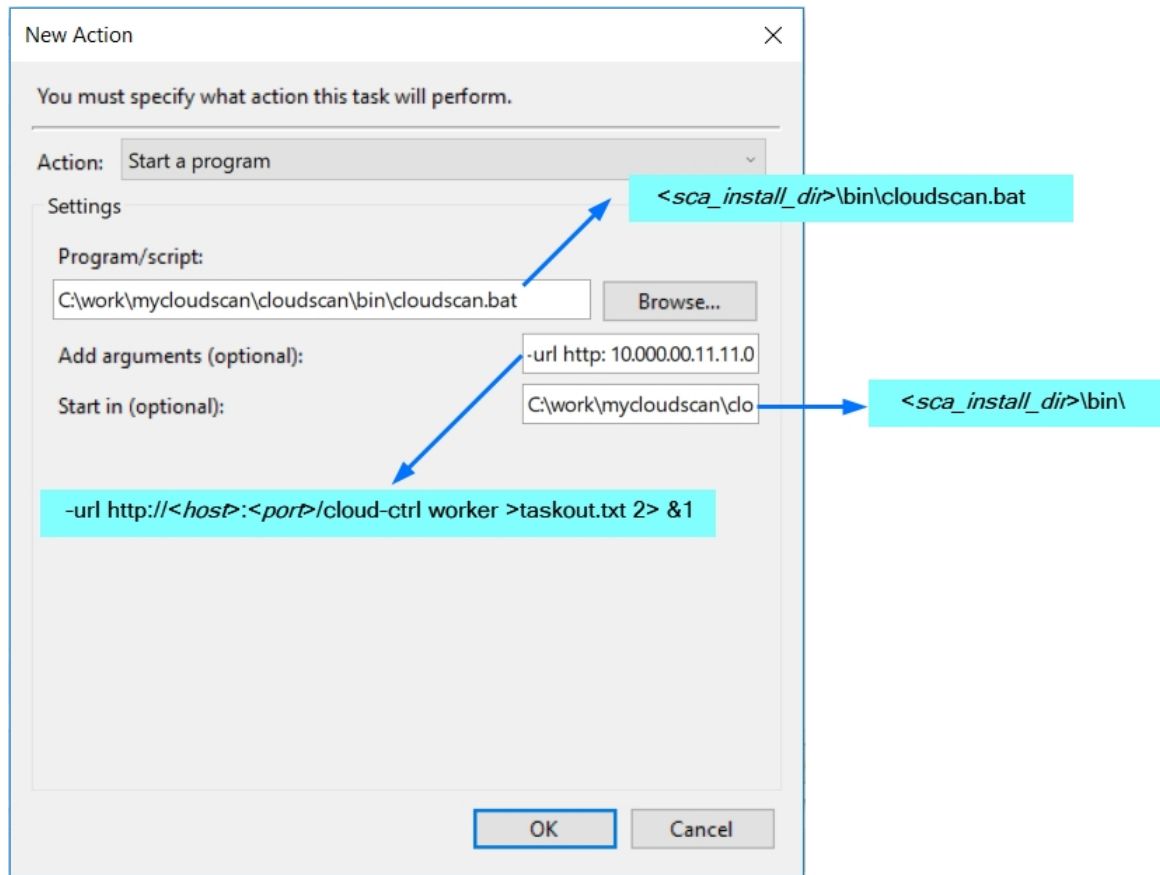 New Action
You must specify what action this task will perform.
Action: Start a program
<sca_install_dir>\bin\cloudscan.bat
Settings
Program/script:
C:\work\mycloudscan\cloudscan\bin\cloudscan.bat Browse...
Add arguments (optional): -url http: 10.000.00.11.11.0
Start in (optional): C:\work\mycloudscan\clo <sca_install_dir>\bin\
-url http://<host>:<port>/cloud-ctrl worker >taskout.txt 2> &1
OK Cancel